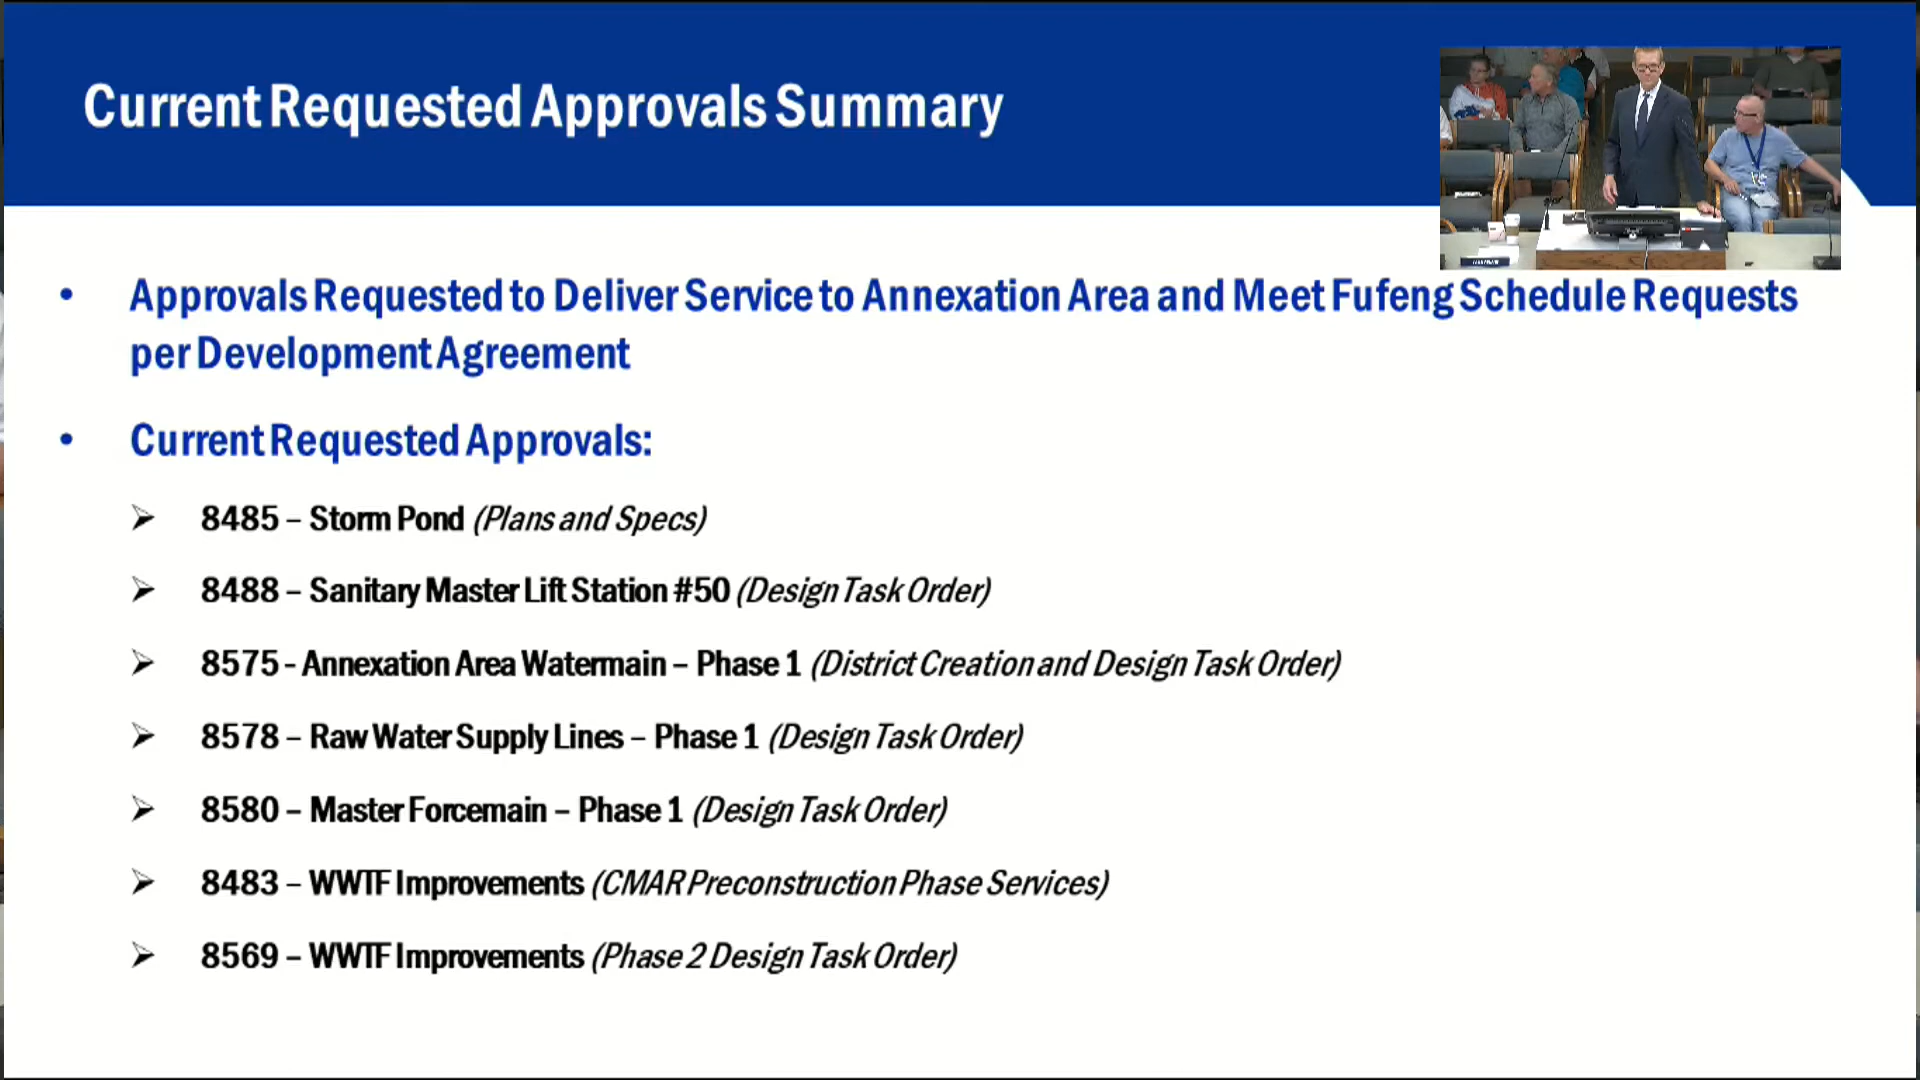 Current Requested Approvals Summary
• Approvals Requested to Deliver Service to Annexation Area and Meet Fufeng Schedule Requests
per Development Agreement
• Current Requested Approvals:
➢ 8485 – Storm Pond (Plans and Specs)
➢ 8488 – Sanitary Master Lift Station #50 (Design Task Order)
➢ 8575 - Annexation Area Watermain – Phase 1 (District Creation and Design Task Order)
➢ 8578 – Raw Water Supply Lines – Phase 1 (Design Task Order)
➢ 8580 – Master Forcemain – Phase 1 (Design Task Order)
➢ 8483 – WWTF Improvements (CMAR Preconstruction Phase Services)
➢ 8569 – WWTF Improvements (Phase 2 Design Task Order)